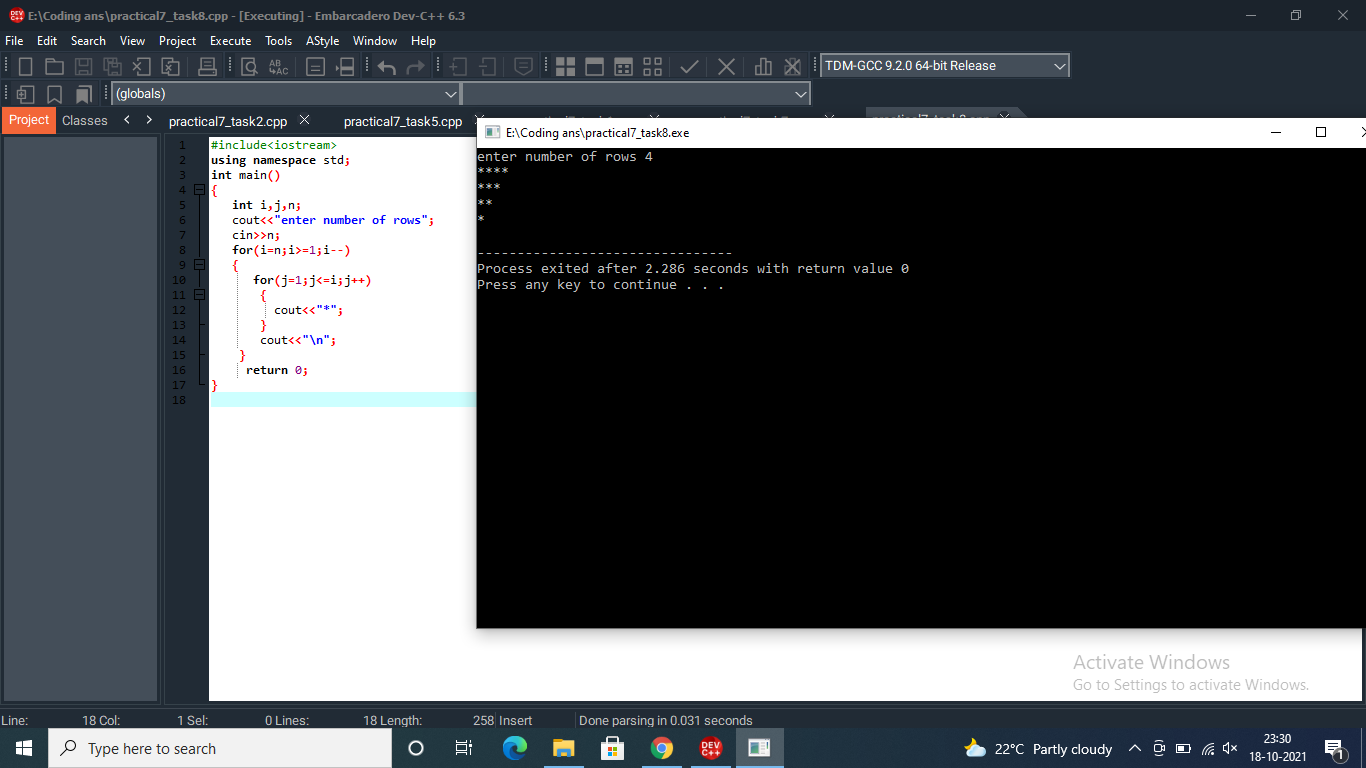 E:\Coding ans\practical7_task8.cpp - [Executing] - Embarcadero Dev-C++ 6.3
File Edit Search View Project Execute Tools AStyle Window Help
TDM-GCC 9.2.0 64-bit Release
(globals)
Project Classes practical7_task2.cpp practical7_task5.cpp
1 #include<iostream>
2 using namespace std;
3 int main()
4 {
5 int i,j,n;
6 cout<<"enter number of rows";
7 cin>>n;
8 for(i=n;i>=1;i--)
9 {
10 for(j=1;j<=i;j++)
11 {
12 cout<<"*";
13 }
14 cout<<"\n";
15 }
16 return 0;
17 }
18
E:\Coding ans\practical7_task8.exe
enter number of rows 4
****
***
**
*
--------------------------------
Process exited after 2.286 seconds with return value 0
Press any key to continue . . .
Activate Windows
Go to Settings to activate Windows.
Line: 18 Col: 1 Sel: 0 Lines: 18 Length: 258 Insert Done parsing in 0.031 seconds
Type here to search
DEV C++
22°C Partly cloudy
23:30
18-10-2021
1